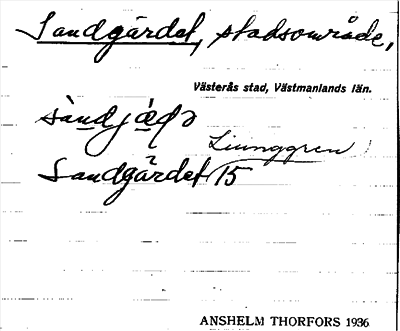 Sandgärdet, stadsområde,
Västerås stad, Västmanlands län.
Ljunggren
Sandgärdet 15
ANSHELM THORFORS 1936